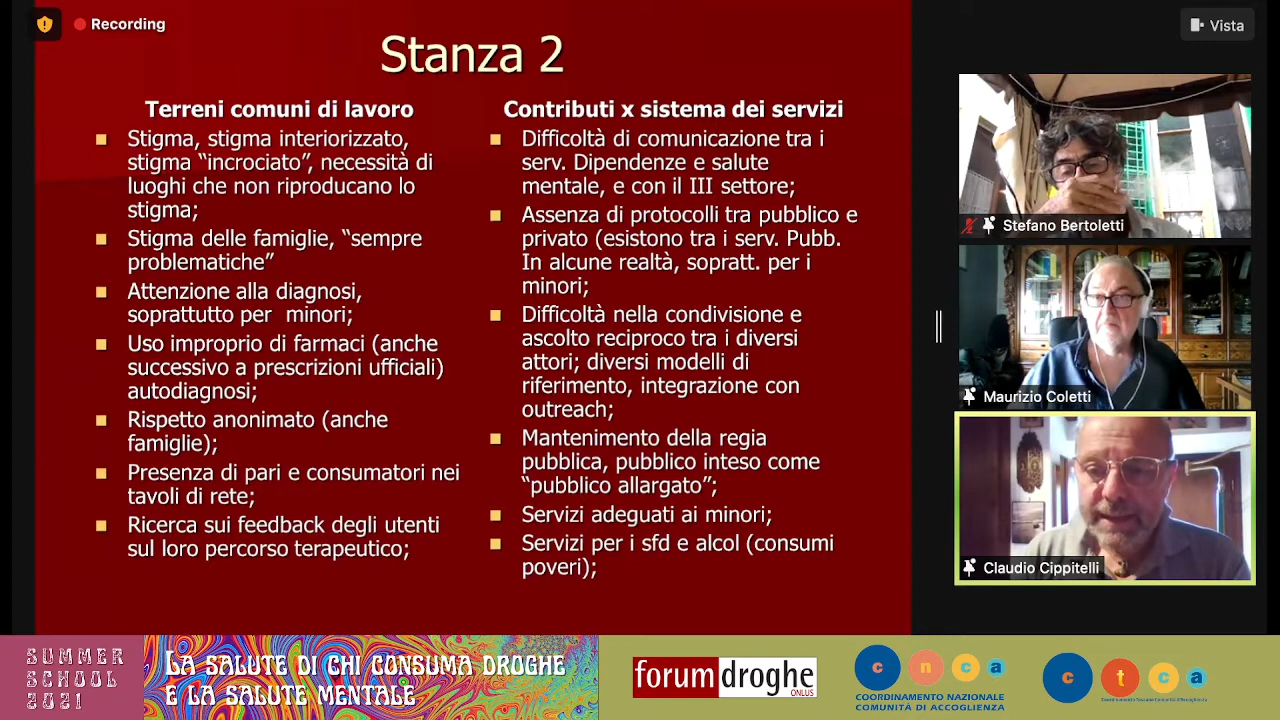 Recording
Vista
Stanza 2
Terreni comuni di lavoro
Stigma, stigma interiorizzato,
stigma “incrociato”, necessità di
luoghi che non riproducano lo
stigma;
Stigma delle famiglie, “sempre
problematiche”
Attenzione alla diagnosi,
soprattutto per minori;
Uso improprio di farmaci (anche
successivo a prescrizioni ufficiali)
autodiagnosi;
Rispetto anonimato (anche
famiglie);
Presenza di pari e consumatori nei
tavoli di rete;
Ricerca sui feedback degli utenti
sul loro percorso terapeutico;
Contributi x sistema dei servizi
Difficoltà di comunicazione tra i
serv. Dipendenze e salute
mentale, e con il III settore;
Assenza di protocolli tra pubblico e
privato (esistono tra i serv. Pubb.
In alcune realtà, sopratt. per i
minori;
Difficoltà nella condivisione e
ascolto reciproco tra i diversi
attori; diversi modelli di
riferimento, integrazione con
outreach;
Mantenimento della regia
pubblica, pubblico inteso come
“pubblico allargato”;
Servizi adeguati ai minori;
Servizi per i sfd e alcol (consumi
poveri);
Stefano Bertoletti
Maurizio Coletti
Claudio Cippitelli
SUMMER
SCHOOL
2021
LA SALUTE DI CHI CONSUMA DROGHE
E LA SALUTE MENTALE
forumdroghe
ONLUS
cnca
COORDINAMENTO NAZIONALE
COMUNITÀ DI ACCOGLIENZA
ctca